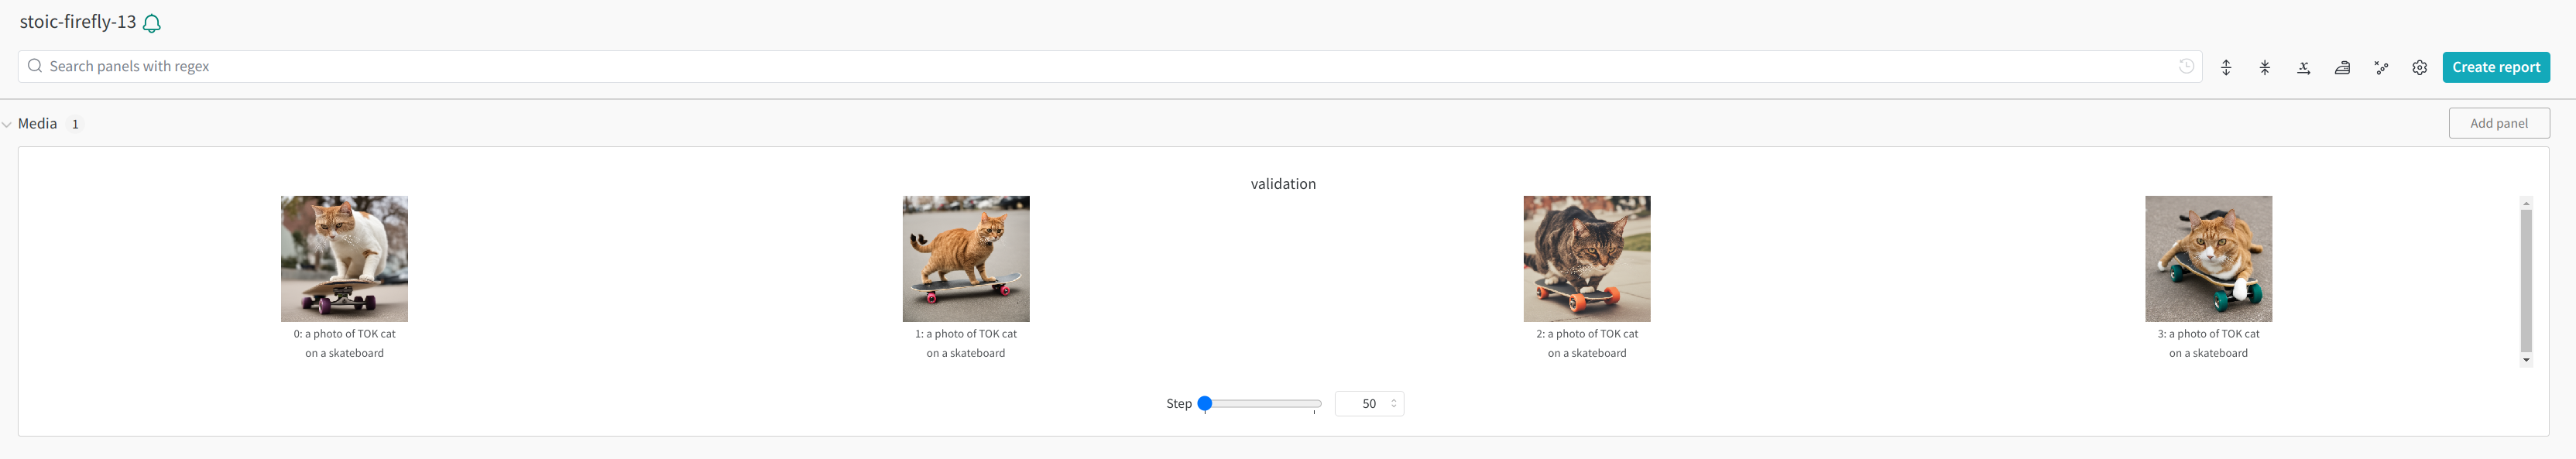 stoic-firefly-13
Search panels with regex
Create report
Media 1
Add panel
validation
0: a photo of TOK cat
on a skateboard
1: a photo of TOK cat
on a skateboard
2: a photo of TOK cat
on a skateboard
3: a photo of TOK cat
on a skateboard
Step 50